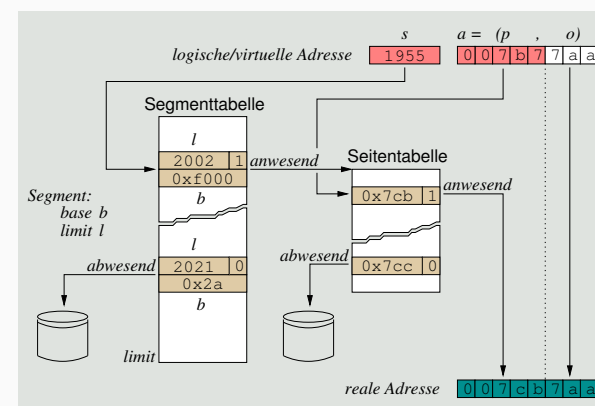 s a = (p , o)
logische/virtuelle Adresse 1955 0 0 7 b 7 7 a a
Segmenttabelle
l
Seitentabelle
2002 1 anwesend
0xf000
b
0x7cb 1 anwesend
Segment:
base b
limit l
l
abwesend 2021 0
0x2a
b
abwesend 0x7cc 0
limit
reale Adresse 0 0 7 c b 7 a a